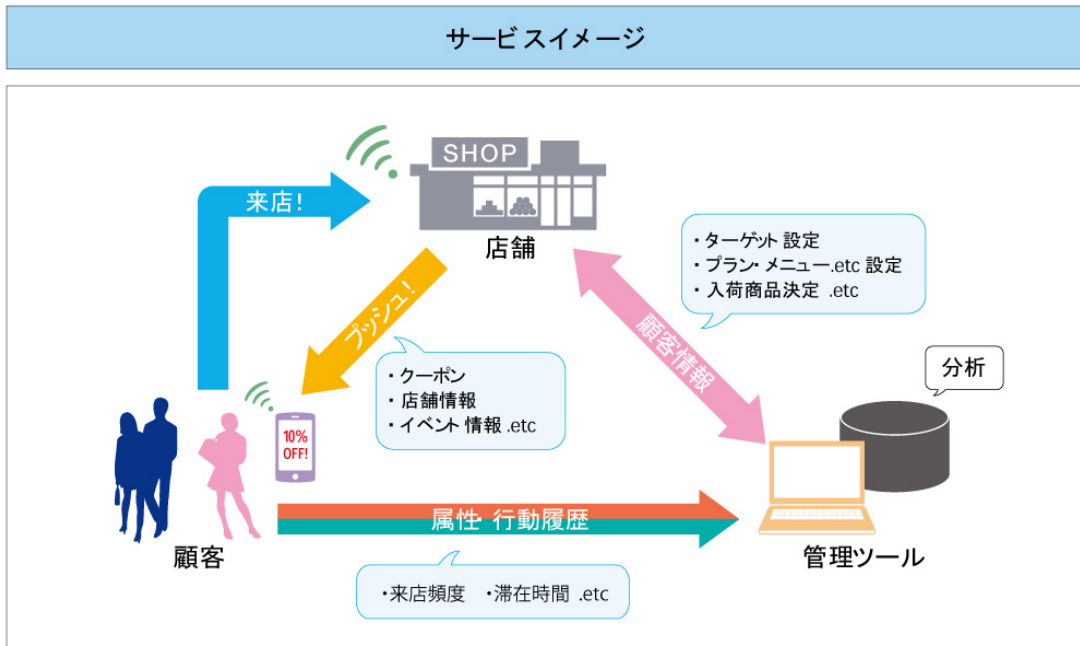 サービスイメージ
SHOP
来店!
店舗
・ターゲット 設定
・プラン・メニュー.etc 設定
・入荷商品決定 .etc
プッシュ!
顧客情報
・クーポン
・店舗情報
・イベント 情報 .etc
分析
10%
OFF!
属性・行動履歴
顧客
管理ツール
・来店頻度 ・滞在時間 .etc